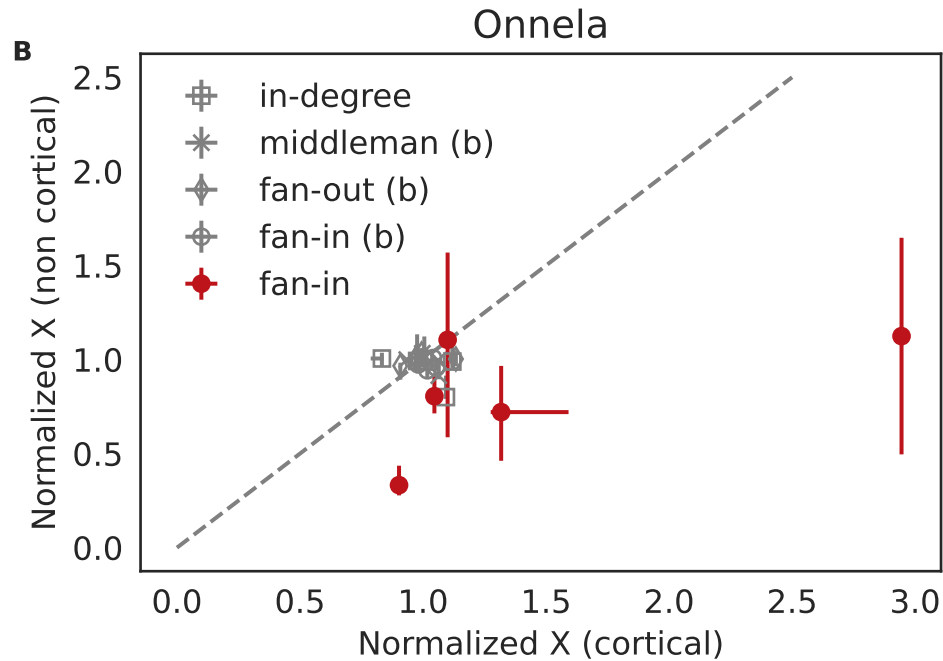 Onnela
B
Normalized X (non cortical)
2.5
2.0
1.5
1.0
0.5
0.0
in-degree
middleman (b)
fan-out (b)
fan-in (b)
fan-in
0.0 0.5 1.0 1.5 2.0 2.5 3.0
Normalized X (cortical)